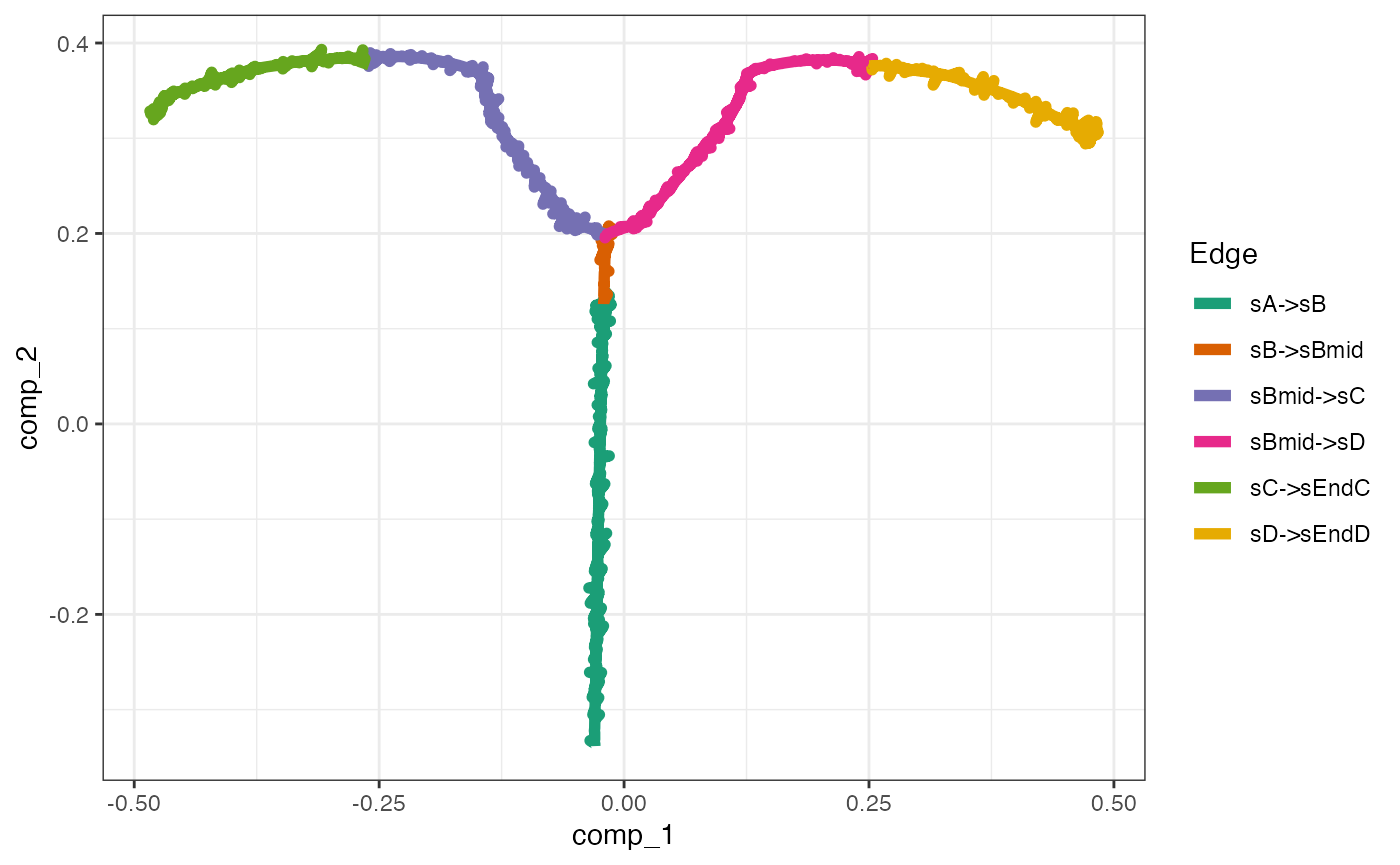 0.4
0.2
0.0
-0.2
comp_2
-0.50
-0.25
0.00
0.25
0.50
comp_1
Edge
sA->sB
sB->sBmid
sBmid->sC
sBmid->sD
sC->sEndC
sD->sEndD